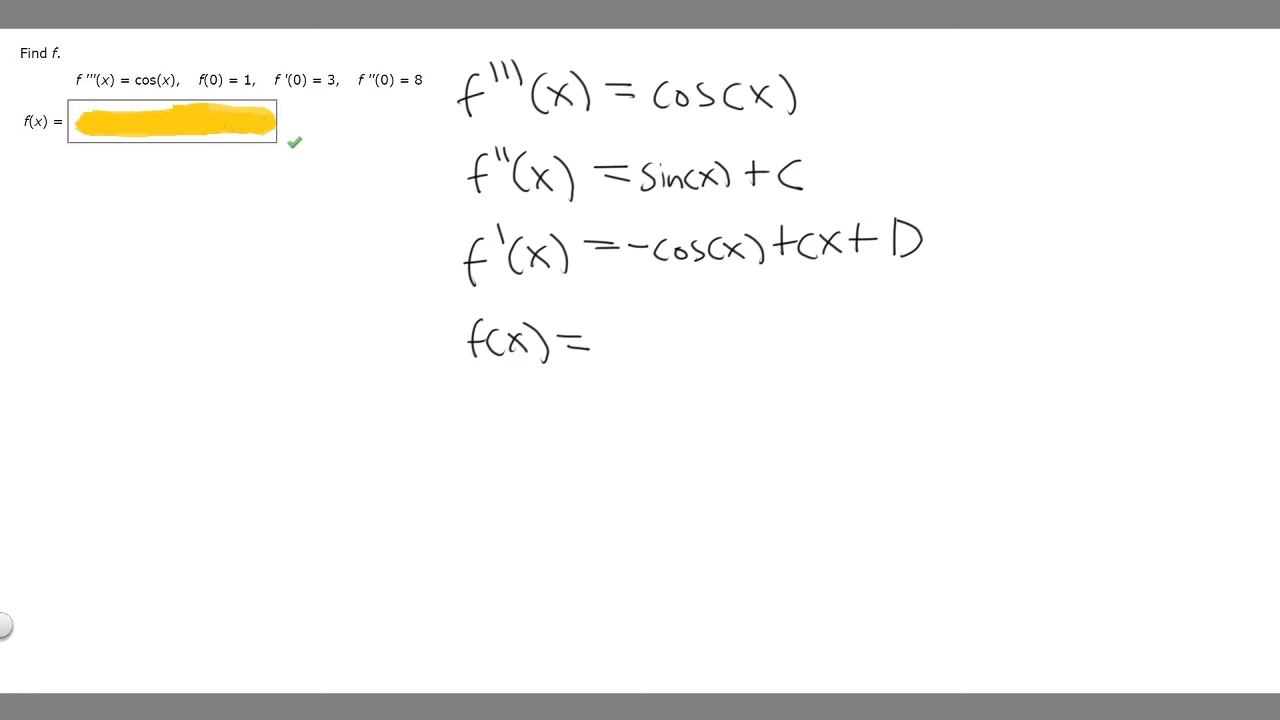 Find f.
f '''(x) = cos(x), f(0) = 1, f '(0) = 3, f ''(0) = 8
f(x) =
f'''(x) = cos(x)
f''(x) = sin(x) + C
f'(x) = -cos(x) + Cx + D
f(x) =